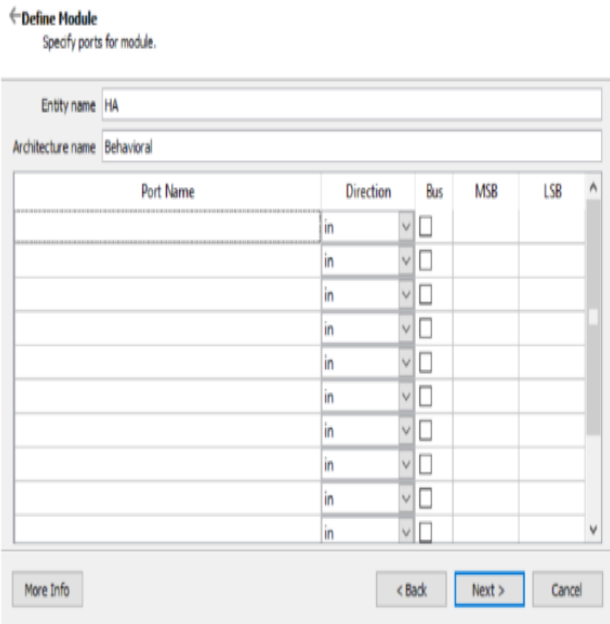 Define Module
Specify ports for module.
Entity name HA
Architecture name Behavioral
Port Name Direction Bus MSB LSB
in
in
in
in
in
in
in
in
in
in
More Info < Back Next > Cancel